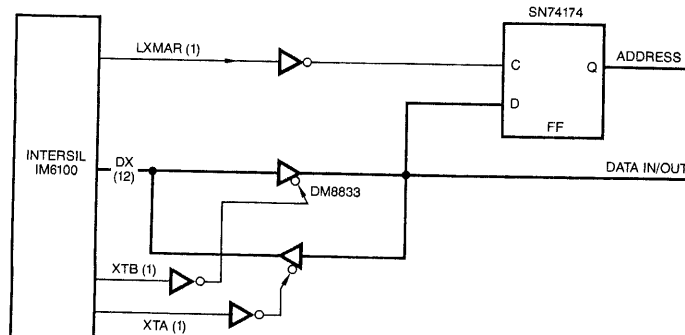 SN74174
LXMAR (1)
ADDRESS
C
Q
D
FF
INTERSIL
IM6100
DX
(12)
DATA IN/OUT
DM8833
XTB (1)
XTA (1)